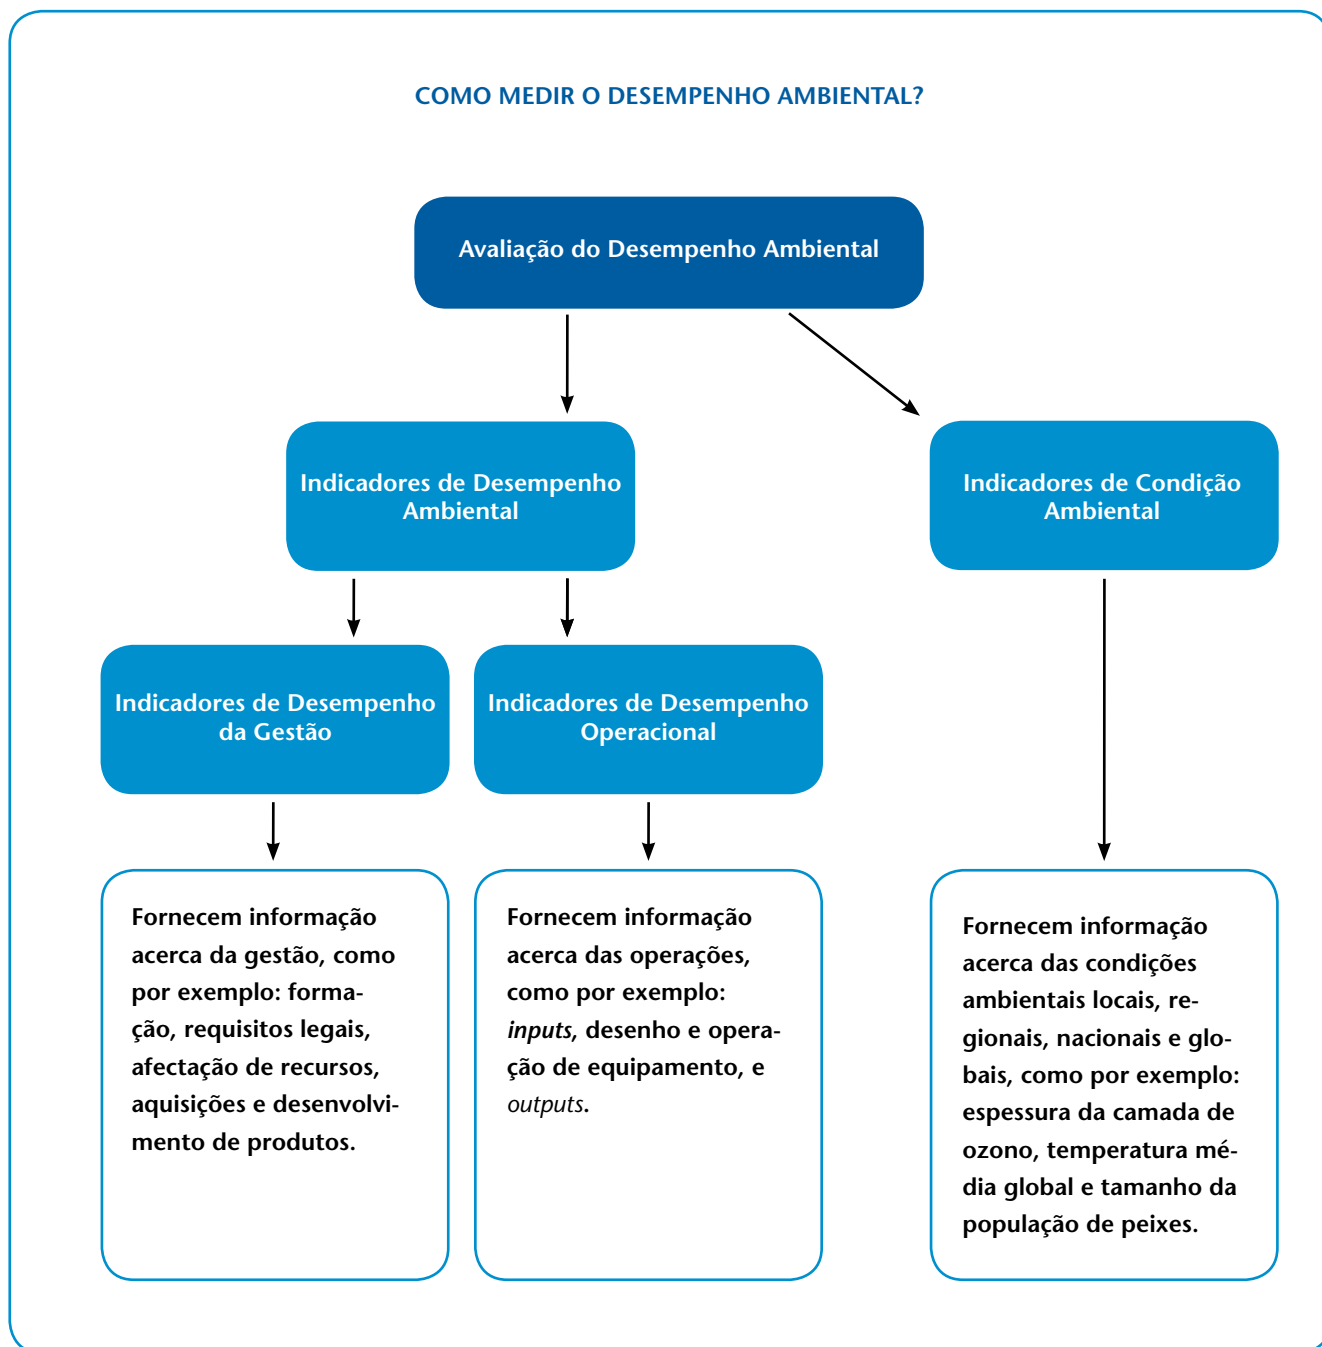 COMO MEDIR O DESEMPENHO AMBIENTAL?
Avaliação do Desempenho Ambiental
Indicadores de Desempenho
Ambiental
Indicadores de Condição
Ambiental
Indicadores de Desempenho
da Gestão
Indicadores de Desempenho
Operacional
Fornecem informação
acerca da gestão, como
por exemplo: forma-
ção, requisitos legais,
afectação de recursos,
aquisições e desenvolvi-
mento de produtos.
Fornecem informação
acerca das operações,
como por exemplo:
inputs, desenho e opera-
ção de equipamento, e
outputs.
Fornecem informação
acerca das condições
ambientais locais, re-
gionais, nacionais e glo-
bais, como por exemplo:
espessura da camada de
ozono, temperatura mé-
dia global e tamanho da
população de peixes.